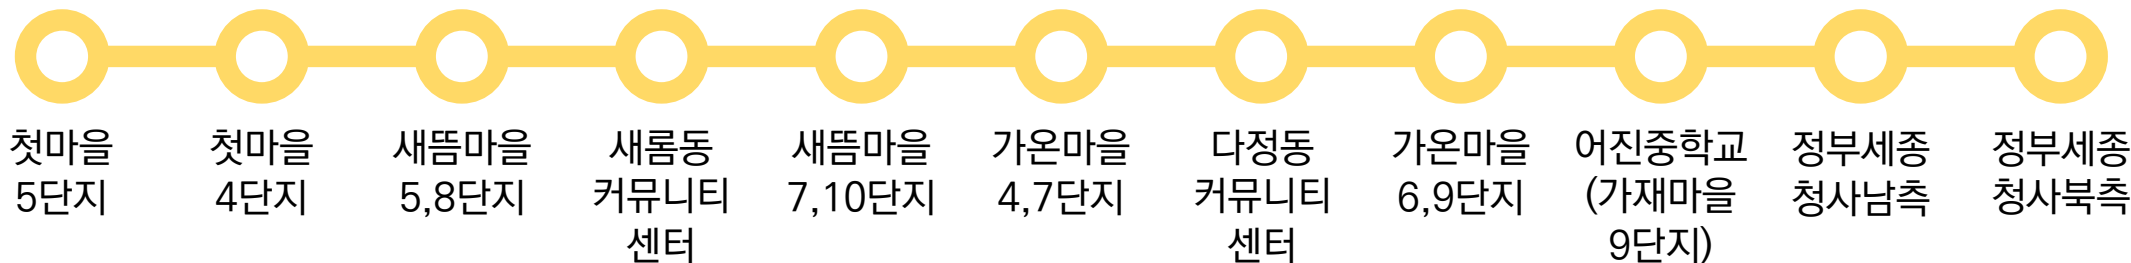 첫마을
5단지
첫마을
4단지
새뜸마을
5,8단지
새롬동
커뮤니티
센터
새뜸마을
7,10단지
가온마을
4,7단지
다정동
커뮤니티
센터
가온마을
6,9단지
어진중학교
(가재마을
9단지)
정부세종
청사남측
정부세종
청사북측